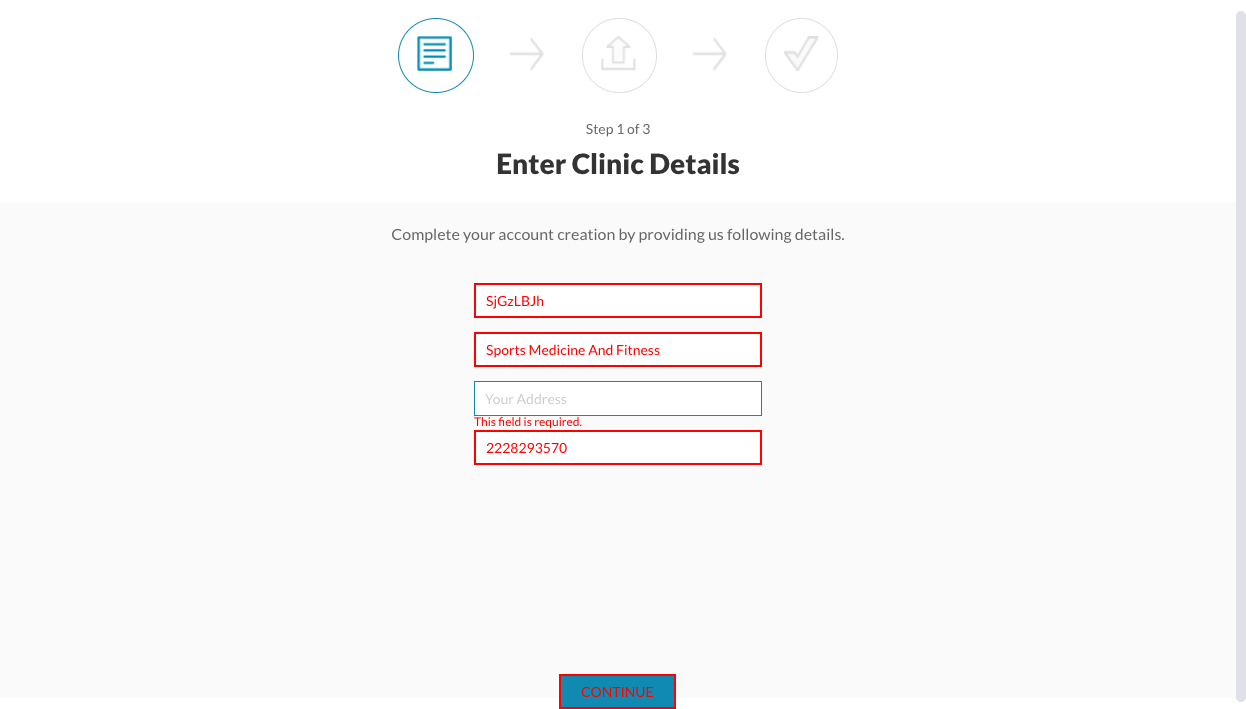 Step 1 of 3
Enter Clinic Details
Complete your account creation by providing us following details.
SjGzLBJh
Sports Medicine And Fitness
Your Address
This field is required.
2228293570
CONTINUE